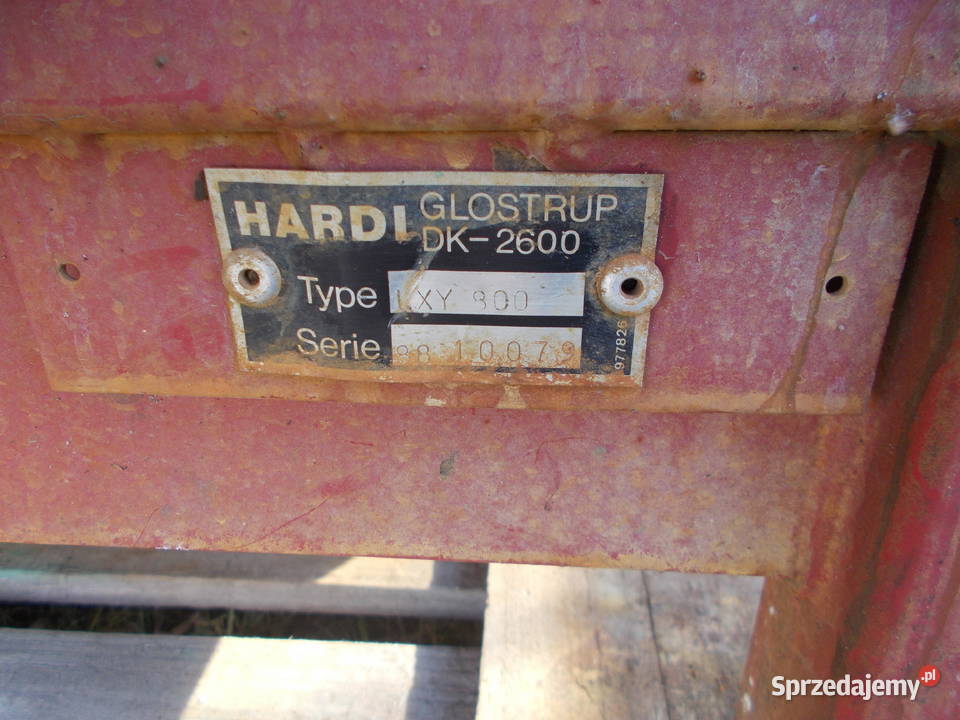 HARDI GLOSTRUP
DK-2600
Type LXY 800
Serie 88 10079
977826
Sprzedajemy.pl